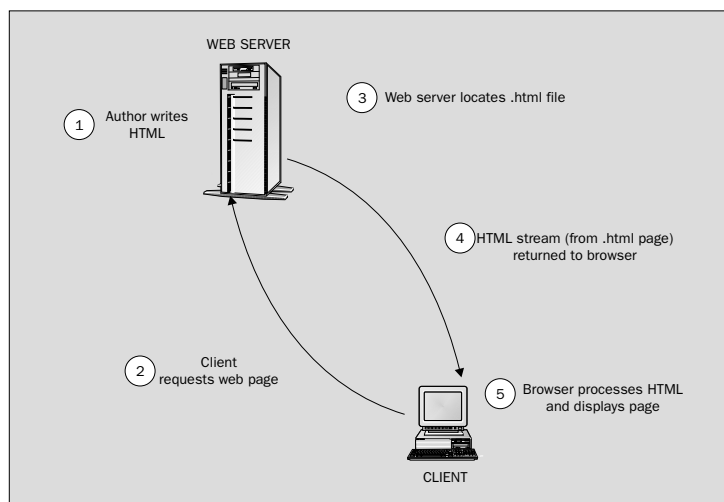 WEB SERVER
1
Author writes
HTML
3
Web server locates .html file
4
HTML stream (from .html page)
returned to browser
2
Client
requests web page
5
Browser processes HTML
and displays page
CLIENT